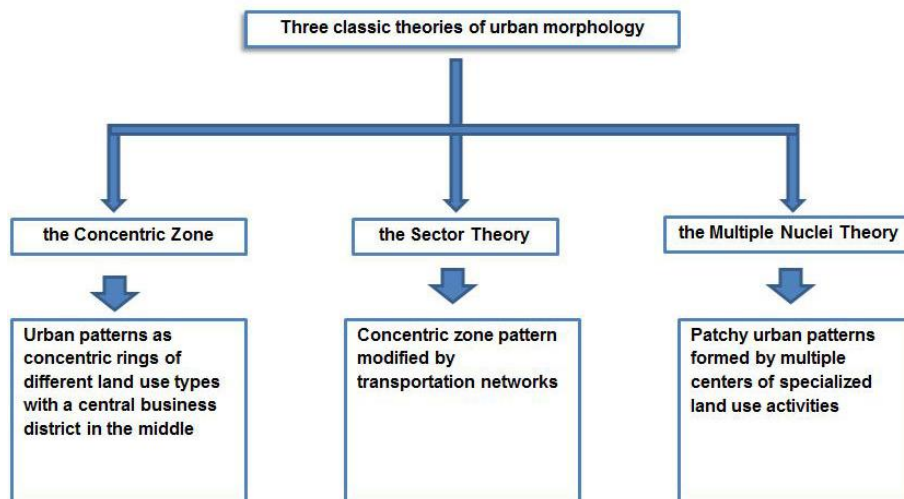 Three classic theories of urban morphology
the Concentric Zone
the Sector Theory
the Multiple Nuclei Theory
Urban patterns as
concentric rings of
different land use types
with a central business
district in the middle
Concentric zone pattern
modified by
transportation networks
Patchy urban patterns
formed by multiple
centers of specialized
land use activities